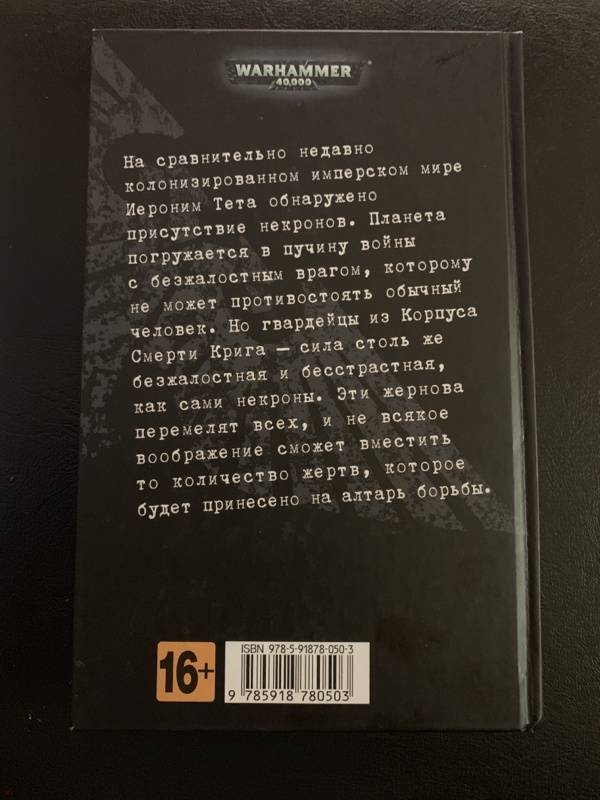 WARHAMMER
40,000
На сравнительно недавно
колонизированном имперском мире
Иероним Тета обнаружено
присутствие некронов. Планета
погружается в пучину войны
с безжалостным врагом, которому
не может противостоять обычный
человек. Но гвардейцы из Корпуса
Смерти Крига — сила столь же
безжалостная и бесстрастная,
как сами некроны. Эти жернова
перемелят всех, и не всякое
воображение сможет вместить
то количество жертв, которое
будет принесено на алтарь борьбы.
16+
ISBN 978-5-91878-050-3
9 785918 780503